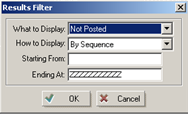 Results Filter
What to Display: Not Posted
How to Display: By Sequence
Starting From:
Ending At: ZZZZZZZZZZ
OK Cancel